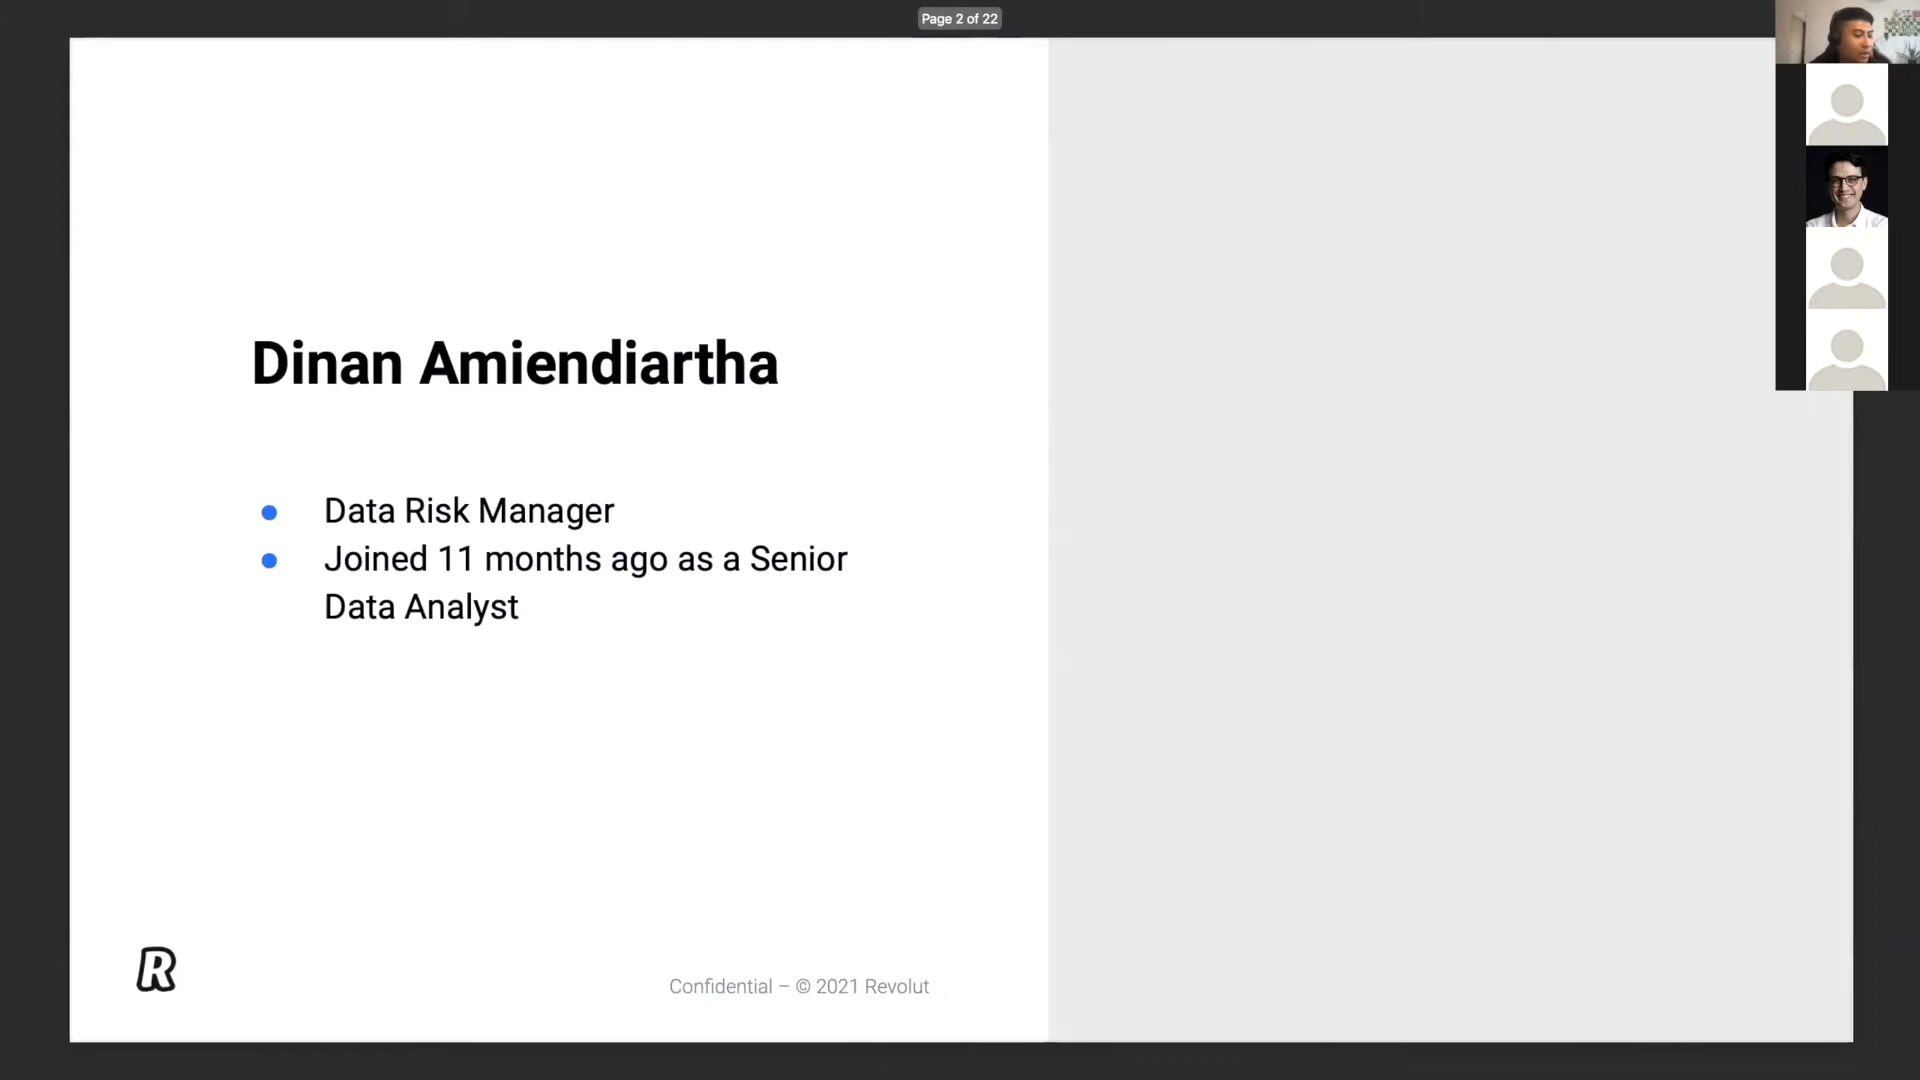 Page 2 of 22
Dinan Amiendiartha
Data Risk Manager
Joined 11 months ago as a Senior
Data Analyst
R
Confidential – © 2021 Revolut